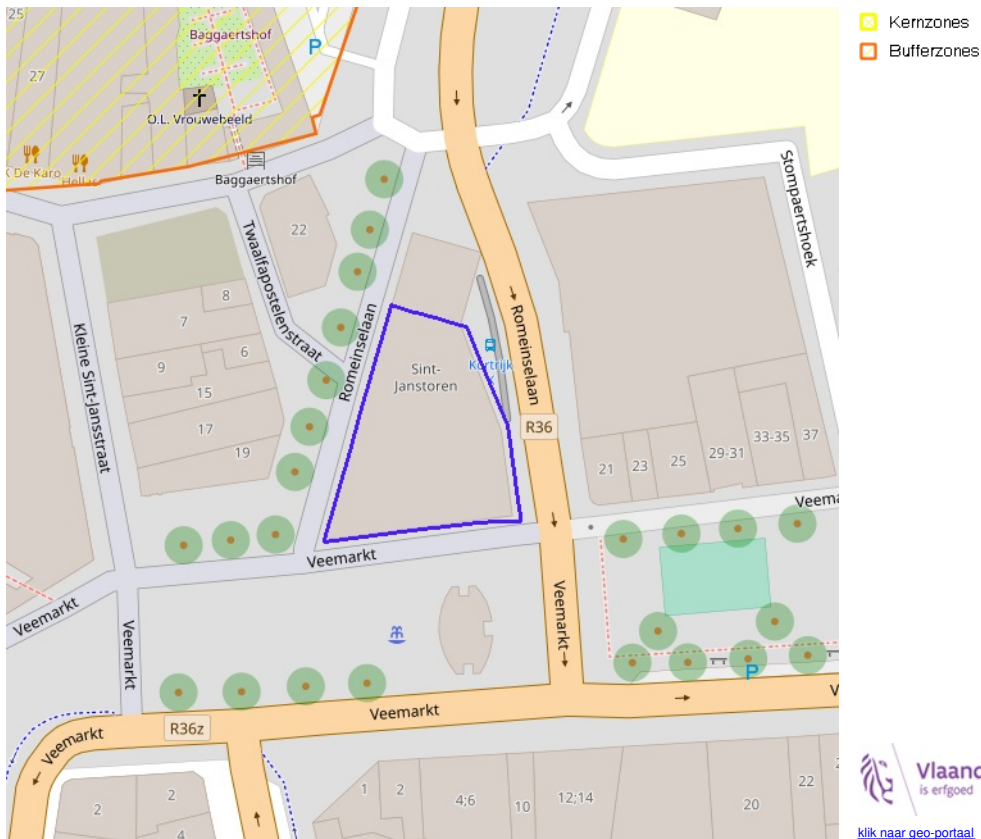 25
Baggaertshof
P
27
O.L. Vrouwebeeld
K De Karo
Baggaertshof
Stompaertshoek
22
Twaalfapostelenstraat
8
7
Romeinselaan
Romeinselaan
Kleine Sint-Jansstraat
9
6
Sint-
Janstoren
Kortrijk
15
17
19
R36
21
23
25
29-31
33-35
37
Veema
Veemarkt
Veemarkt
Veemarkt
Veemarkt
P
Veemarkt
V
R36z
Veemarkt
2
2
4
1
2
4;6
10
12;14
20
22
2
Kernzones
Bufferzones
Vlaand
is erfgoed
klik naar geo-portaal